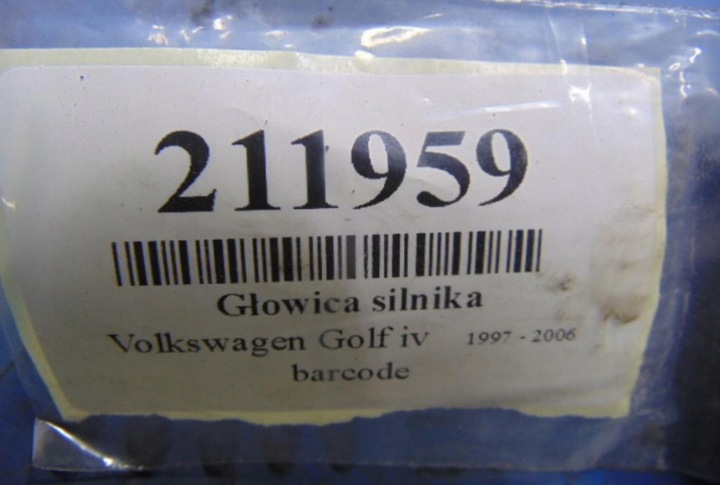 211959
Głowica silnika
Volkswagen Golf iv 1997 - 2006
barcode